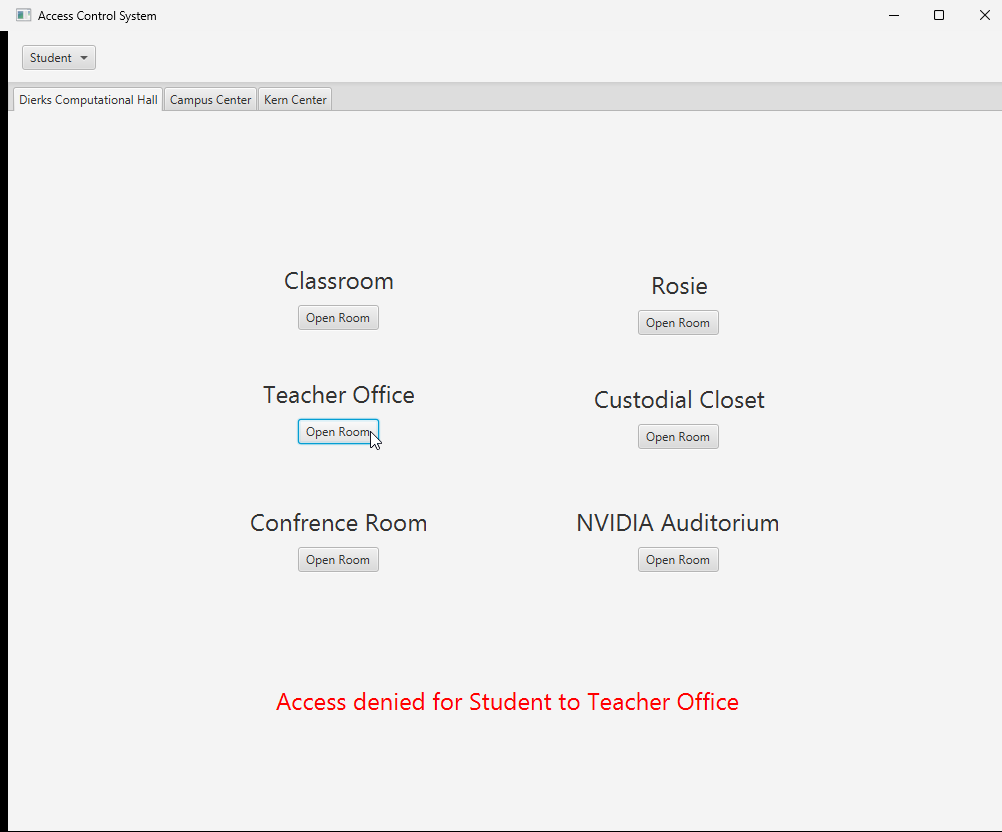 Access Control System
Student
Dierks Computational Hall Campus Center Kern Center
Classroom
Open Room
Rosie
Open Room
Teacher Office
Open Room
Custodial Closet
Open Room
Confrence Room
Open Room
NVIDIA Auditorium
Open Room
Access denied for Student to Teacher Office